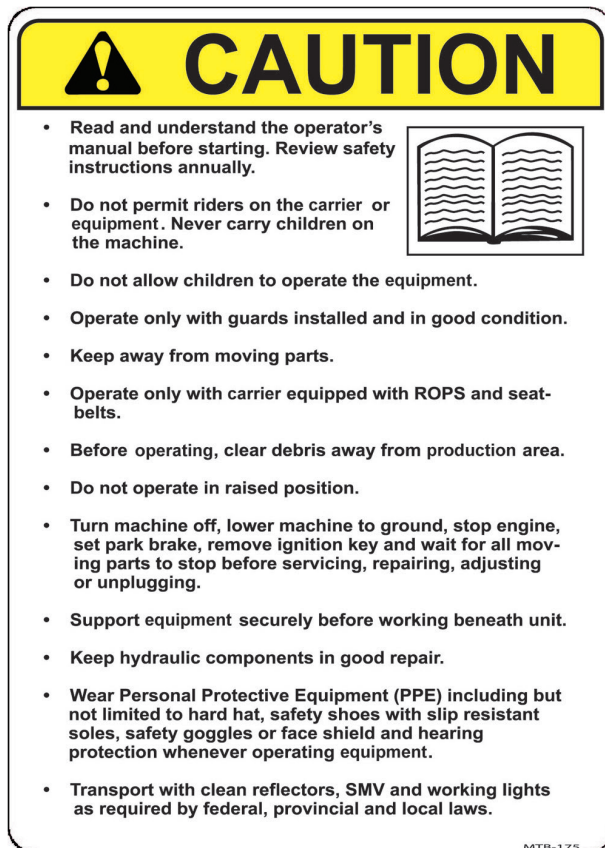 CAUTION
• Read and understand the operator's
manual before starting. Review safety
instructions annually.
• Do not permit riders on the carrier or
equipment. Never carry children on
the machine.
• Do not allow children to operate the equipment.
• Operate only with guards installed and in good condition.
• Keep away from moving parts.
• Operate only with carrier equipped with ROPS and seat-
belts.
• Before operating, clear debris away from production area.
• Do not operate in raised position.
• Turn machine off, lower machine to ground, stop engine,
set park brake, remove ignition key and wait for all mov-
ing parts to stop before servicing, repairing, adjusting
or unplugging.
• Support equipment securely before working beneath unit.
• Keep hydraulic components in good repair.
• Wear Personal Protective Equipment (PPE) including but
not limited to hard hat, safety shoes with slip resistant
soles, safety goggles or face shield and hearing
protection whenever operating equipment.
• Transport with clean reflectors, SMV and working lights
as required by federal, provincial and local laws.
MTB-175